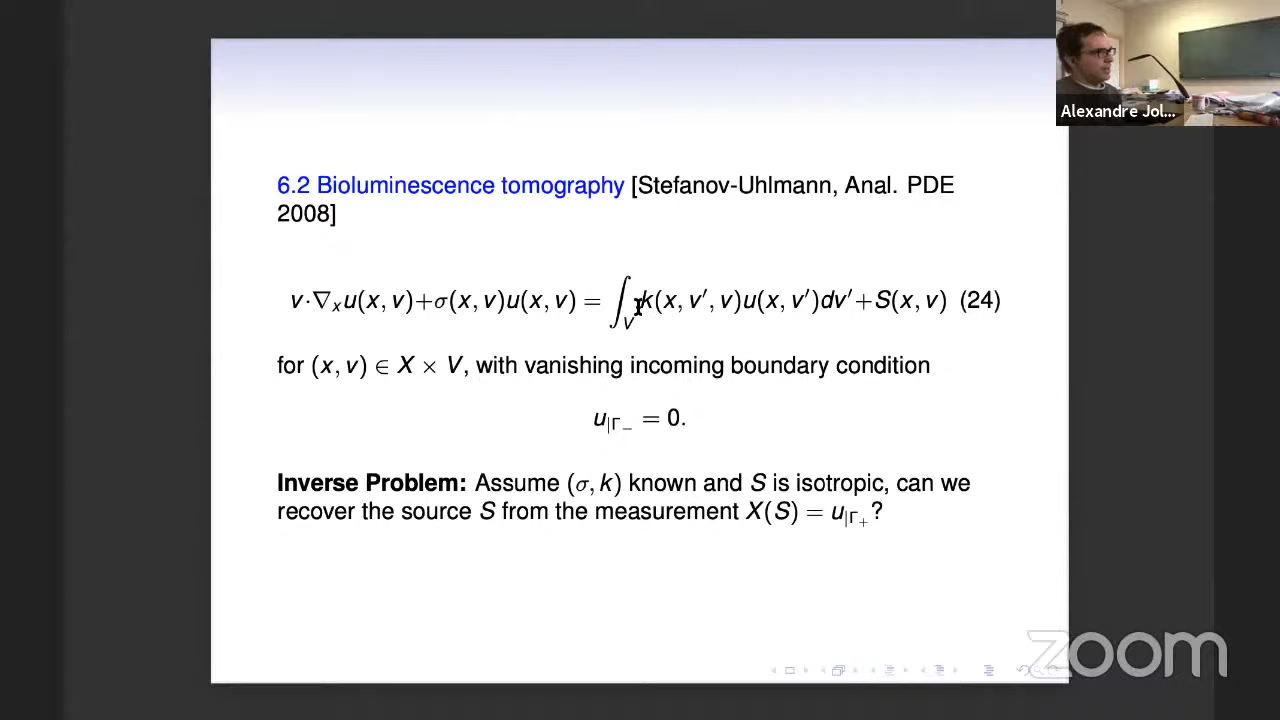 Alexandre Jol...
6.2 Bioluminescence tomography [Stefanov-Uhlmann, Anal. PDE
2008]
v·∇ₓu(x, v)+σ(x, v)u(x, v) = ∫_V k(x, v′, v)u(x, v′)dv′+S(x, v) (24)
for (x, v) ∈ X × V, with vanishing incoming boundary condition
u_{|Γ₋} = 0.
Inverse Problem: Assume (σ, k) known and S is isotropic, can we
recover the source S from the measurement X(S) = u_{|Γ₊}?
zoom